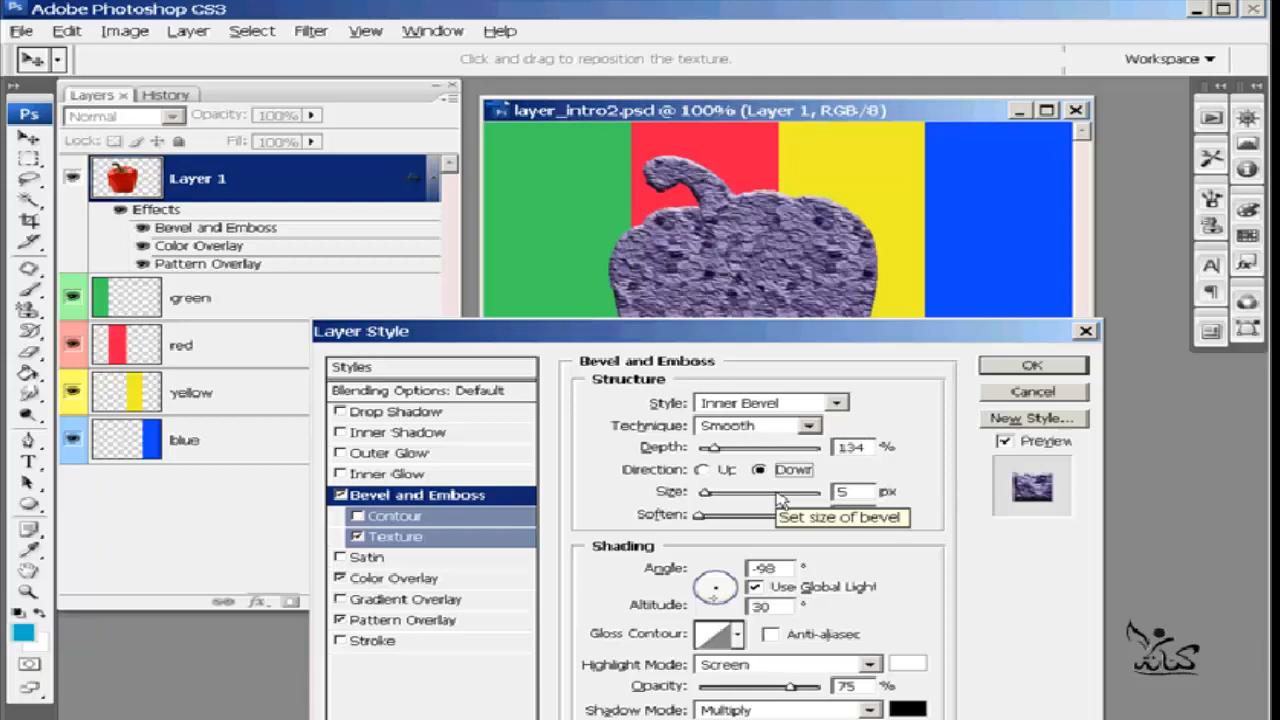 Adobe Photoshop CS3
File Edit Image Layer Select Filter View Window Help
Click and drag to reposition the texture.
Workspace
Layers × History
Normal Opacity: 100%
Lock: Fill: 100%
Ps
Layer 1
Effects
Bevel and Emboss
Color Overlay
Pattern Overlay
green
red
yellow
blue
layer_intro2.psd @ 100% (Layer 1, RGB/8)
Layer Style
Styles
Blending Options: Default
Drop Shadow
Inner Shadow
Outer Glow
Inner Glow
Bevel and Emboss
Contour
Texture
Satin
Color Overlay
Gradient Overlay
Pattern Overlay
Stroke
Bevel and Emboss
Structure
Style: Inner Bevel
Technique: Smooth
Depth: 134 %
Direction: Up Down
Size: 5 px
Soften:
Set size of bevel
Shading
Angle: -98 °
Use Global Light
Altitude: 30 °
Gloss Contour: Anti-aliased
Highlight Mode: Screen
Opacity: 75 %
Shadow Mode: Multiply
OK
Cancel
New Style...
Preview
كنانة